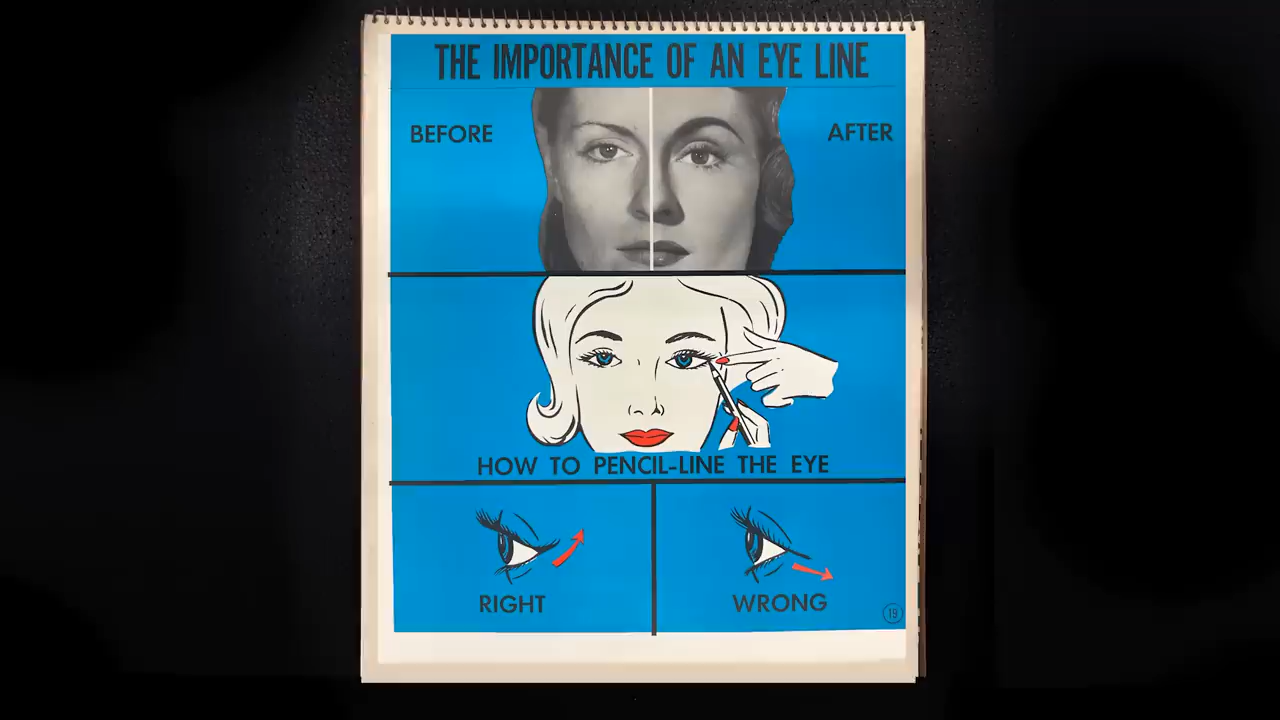 THE IMPORTANCE OF AN EYE LINE
BEFORE
AFTER
HOW TO PENCIL-LINE THE EYE
RIGHT
WRONG
19